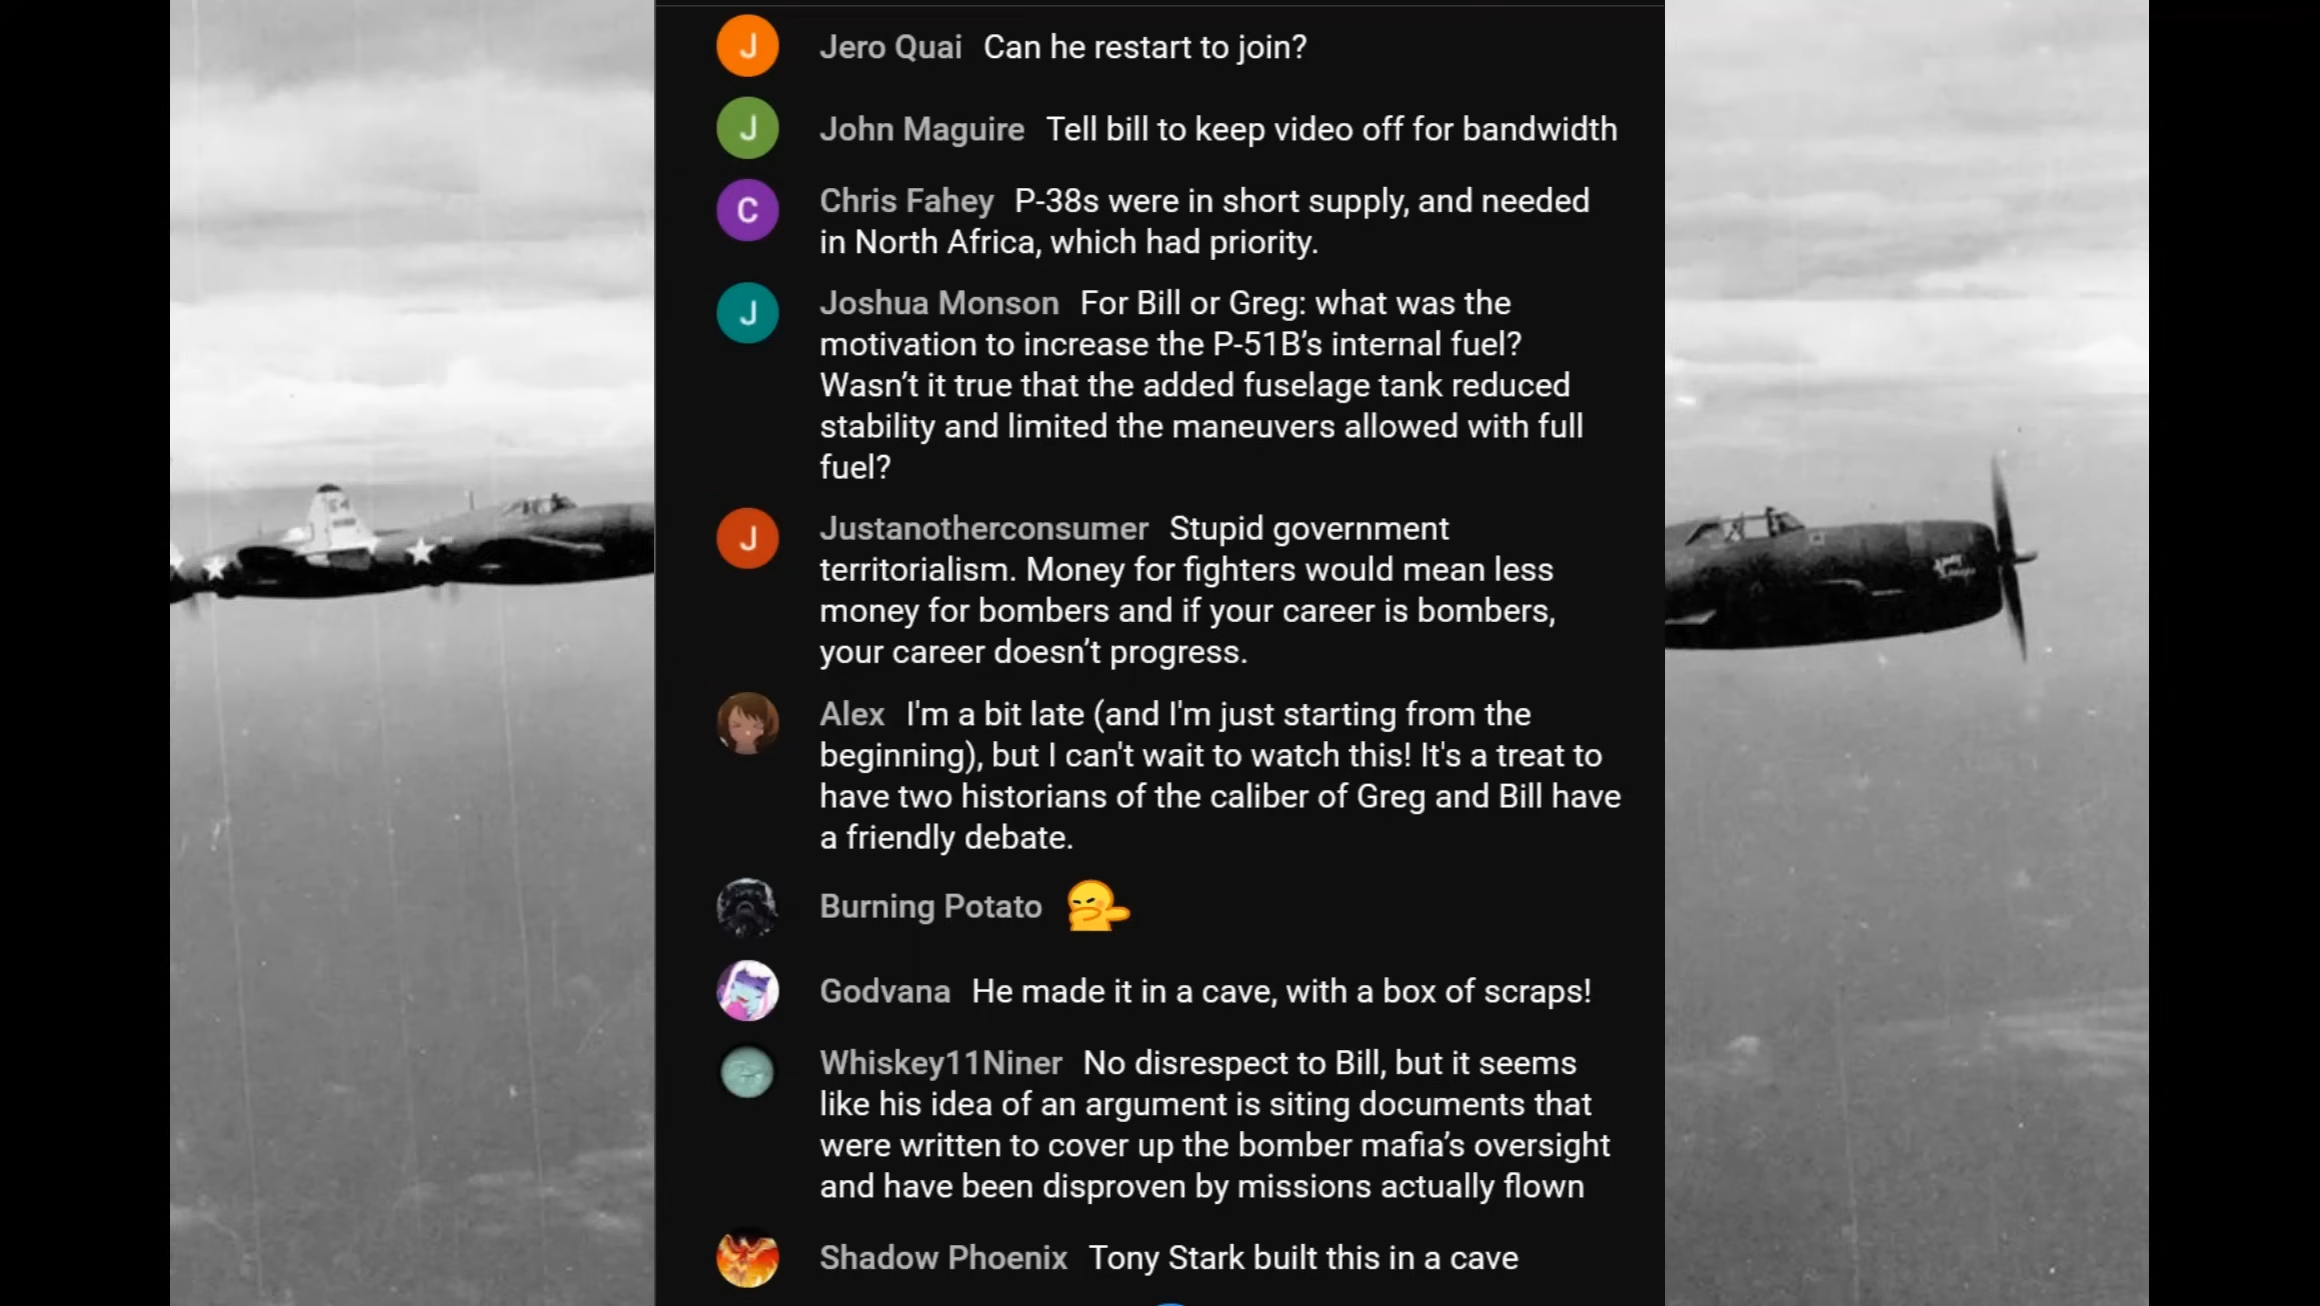 J Jero Quai Can he restart to join?
J John Maguire Tell bill to keep video off for bandwidth
C Chris Fahey P-38s were in short supply, and needed
in North Africa, which had priority.
J Joshua Monson For Bill or Greg: what was the
motivation to increase the P-51B’s internal fuel?
Wasn’t it true that the added fuselage tank reduced
stability and limited the maneuvers allowed with full
fuel?
J Justanotherconsumer Stupid government
territorialism. Money for fighters would mean less
money for bombers and if your career is bombers,
your career doesn’t progress.
Alex I'm a bit late (and I'm just starting from the
beginning), but I can't wait to watch this! It's a treat to
have two historians of the caliber of Greg and Bill have
a friendly debate.
Burning Potato
Godvana He made it in a cave, with a box of scraps!
Whiskey11Niner No disrespect to Bill, but it seems
like his idea of an argument is siting documents that
were written to cover up the bomber mafia’s oversight
and have been disproven by missions actually flown
Shadow Phoenix Tony Stark built this in a cave